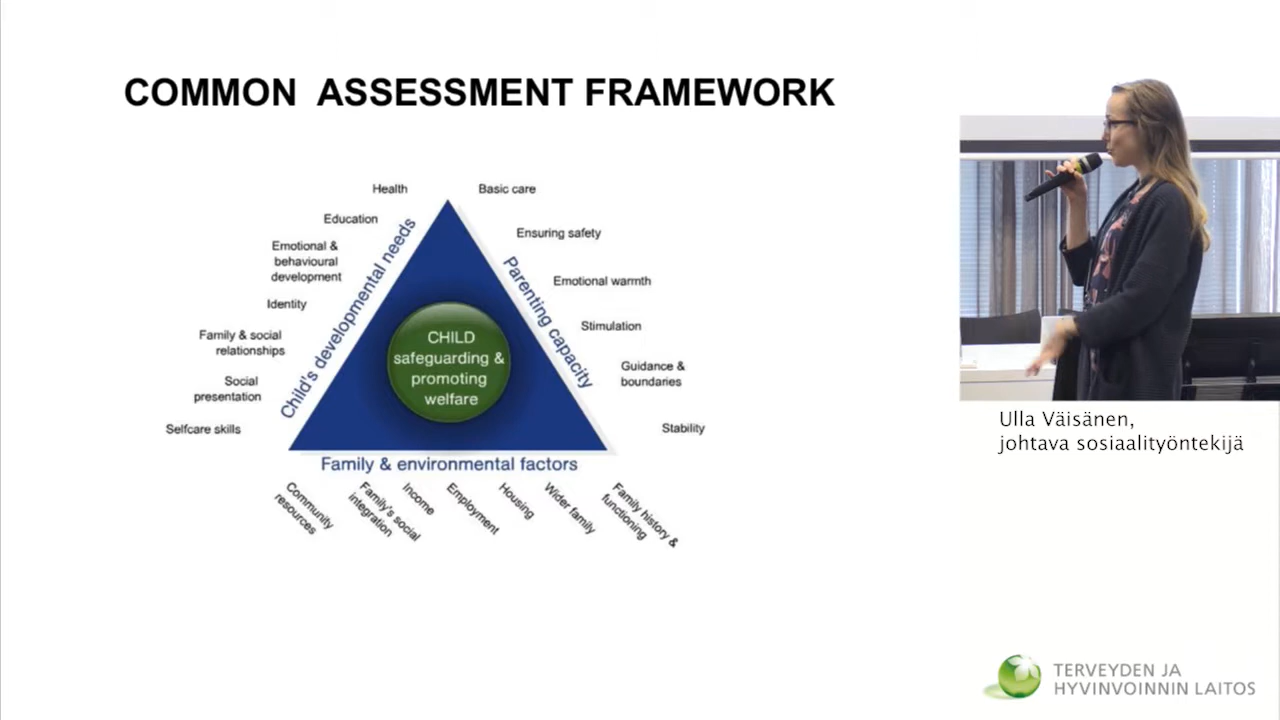 COMMON ASSESSMENT FRAMEWORK
Health
Education
Emotional &
behavioural
development
Identity
Family & social
relationships
Social
presentation
Selfcare skills
Child's developmental needs
Basic care
Ensuring safety
Emotional warmth
Stimulation
Guidance &
boundaries
Stability
Parenting capacity
CHILD
safeguarding &
promoting
welfare
Family & environmental factors
Community
resources
Family's social
integration
Income
Employment
Housing
Wider family
Family history &
functioning
Ulla Väisänen,
johtava sosiaalityöntekijä
TERVEYDEN JA
HYVINVOINNIN LAITOS